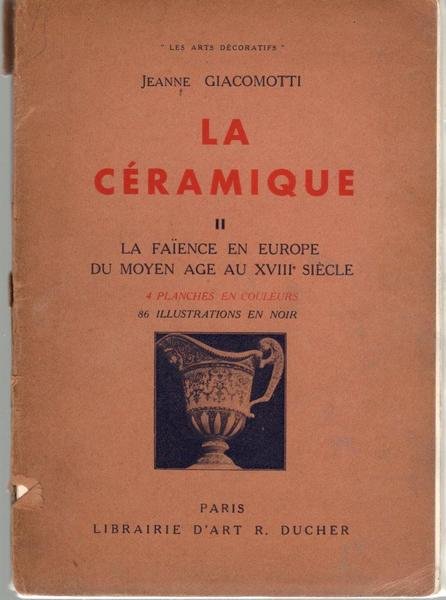 " LES ARTS DÉCORATIFS "
JEANNE GIACOMOTTI
LA
CÉRAMIQUE
II
LA FAÏENCE EN EUROPE
DU MOYEN AGE AU XVIIIe SIÈCLE
4 PLANCHES EN COULEURS
86 ILLUSTRATIONS EN NOIR
PARIS
LIBRAIRIE D'ART R. DUCHER